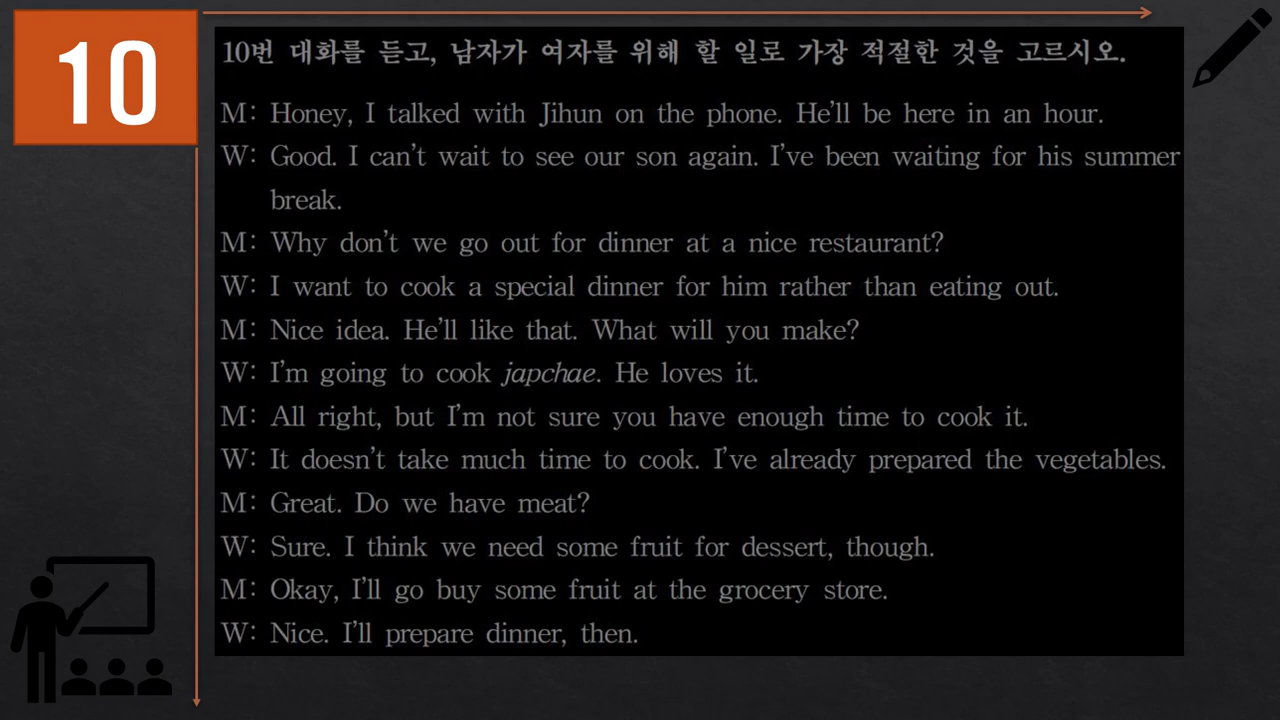 10
10번 대화를 듣고, 남자가 여자를 위해 할 일로 가장 적절한 것을 고르시오.
M: Honey, I talked with Jihun on the phone. He'll be here in an hour.
W: Good. I can't wait to see our son again. I've been waiting for his summer
break.
M: Why don't we go out for dinner at a nice restaurant?
W: I want to cook a special dinner for him rather than eating out.
M: Nice idea. He'll like that. What will you make?
W: I'm going to cook japchae. He loves it.
M: All right, but I'm not sure you have enough time to cook it.
W: It doesn't take much time to cook. I've already prepared the vegetables.
M: Great. Do we have meat?
W: Sure. I think we need some fruit for dessert, though.
M: Okay, I'll go buy some fruit at the grocery store.
W: Nice. I'll prepare dinner, then.